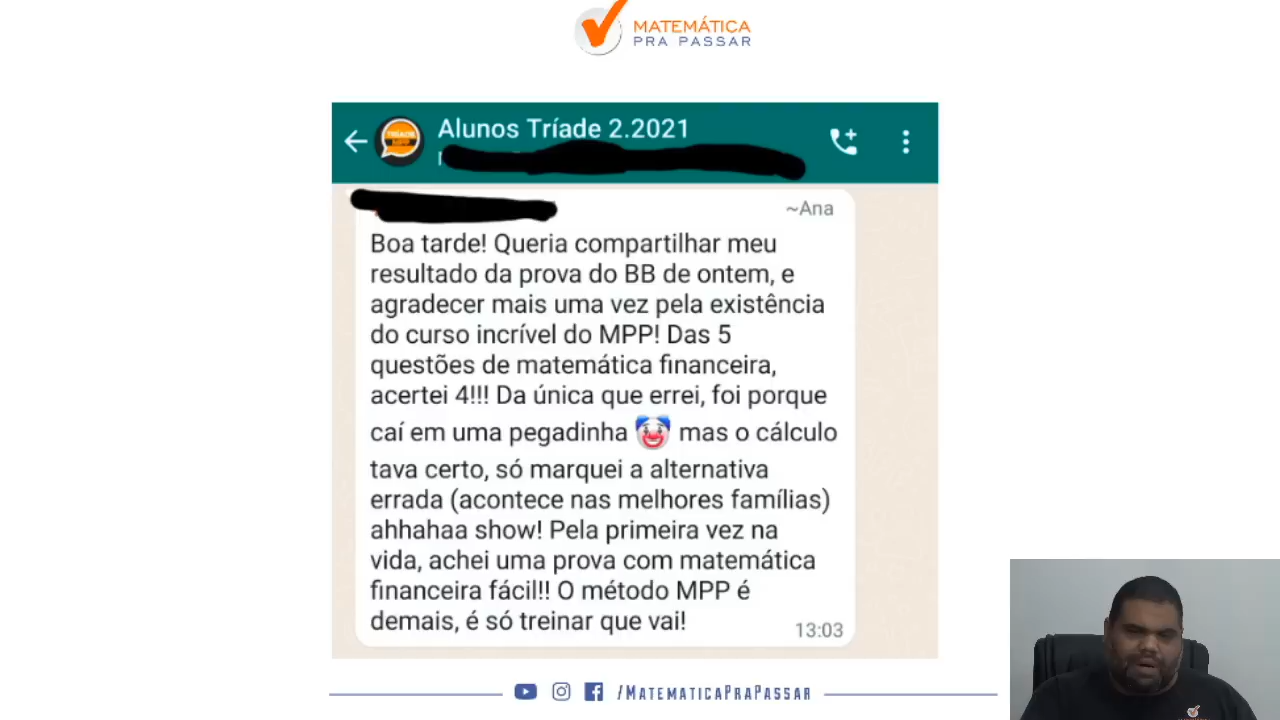 MATEMÁTICA
PRA PASSAR
Alunos Tríade 2.2021
~Ana
Boa tarde! Queria compartilhar meu
resultado da prova do BB de ontem, e
agradecer mais uma vez pela existência
do curso incrível do MPP! Das 5
questões de matemática financeira,
acertei 4!!! Da única que errei, foi porque
caí em uma pegadinha 🤡 mas o cálculo
tava certo, só marquei a alternativa
errada (acontece nas melhores famílias)
ahhahaa show! Pela primeira vez na
vida, achei uma prova com matemática
financeira fácil!! O método MPP é
demais, é só treinar que vai!
13:03
/MATEMATICAPRAPASSAR